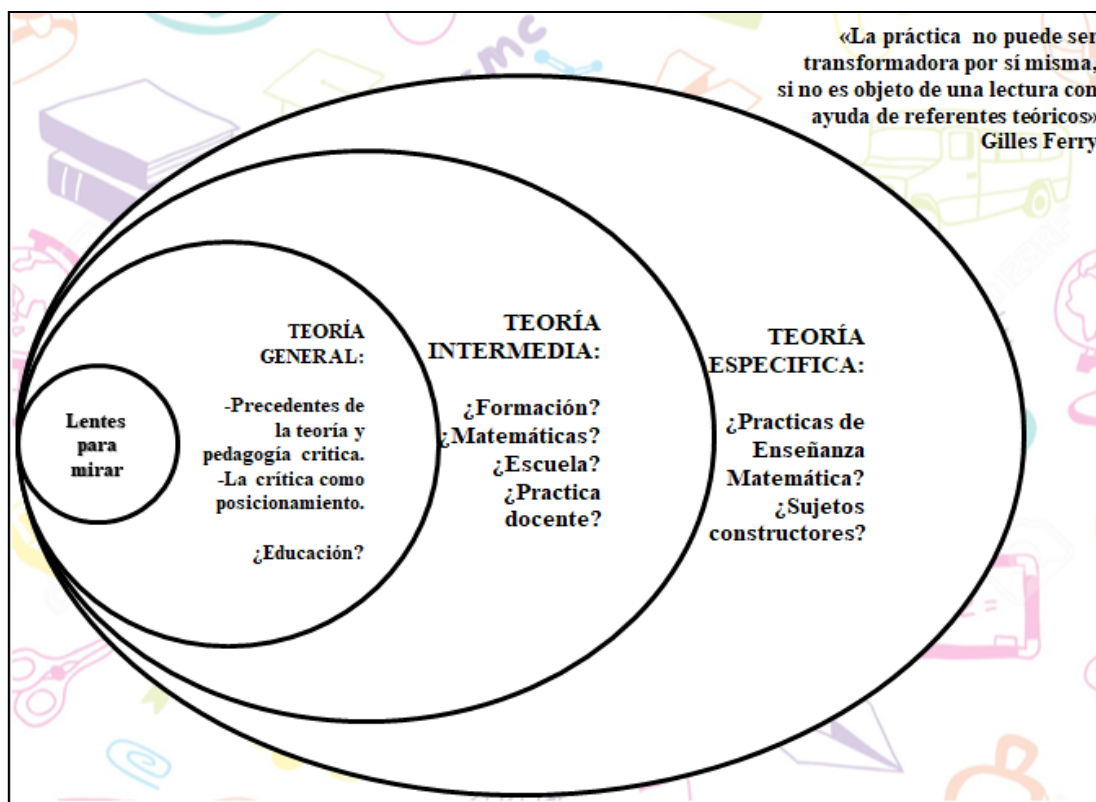 «La práctica no puede ser
transformadora por sí misma,
si no es objeto de una lectura con
ayuda de referentes teóricos»
Gilles Ferry
Lentes
para
mirar
TEORÍA
GENERAL:
-Precedentes de
la teoría y
pedagogía critica.
-La crítica como
posicionamiento.
¿Educación?
TEORÍA
INTERMEDIA:
¿Formación?
¿Matemáticas?
¿Escuela?
¿Practica
docente?
TEORÍA
ESPECIFICA:
¿Practicas de
Enseñanza
Matemática?
¿Sujetos
constructores?